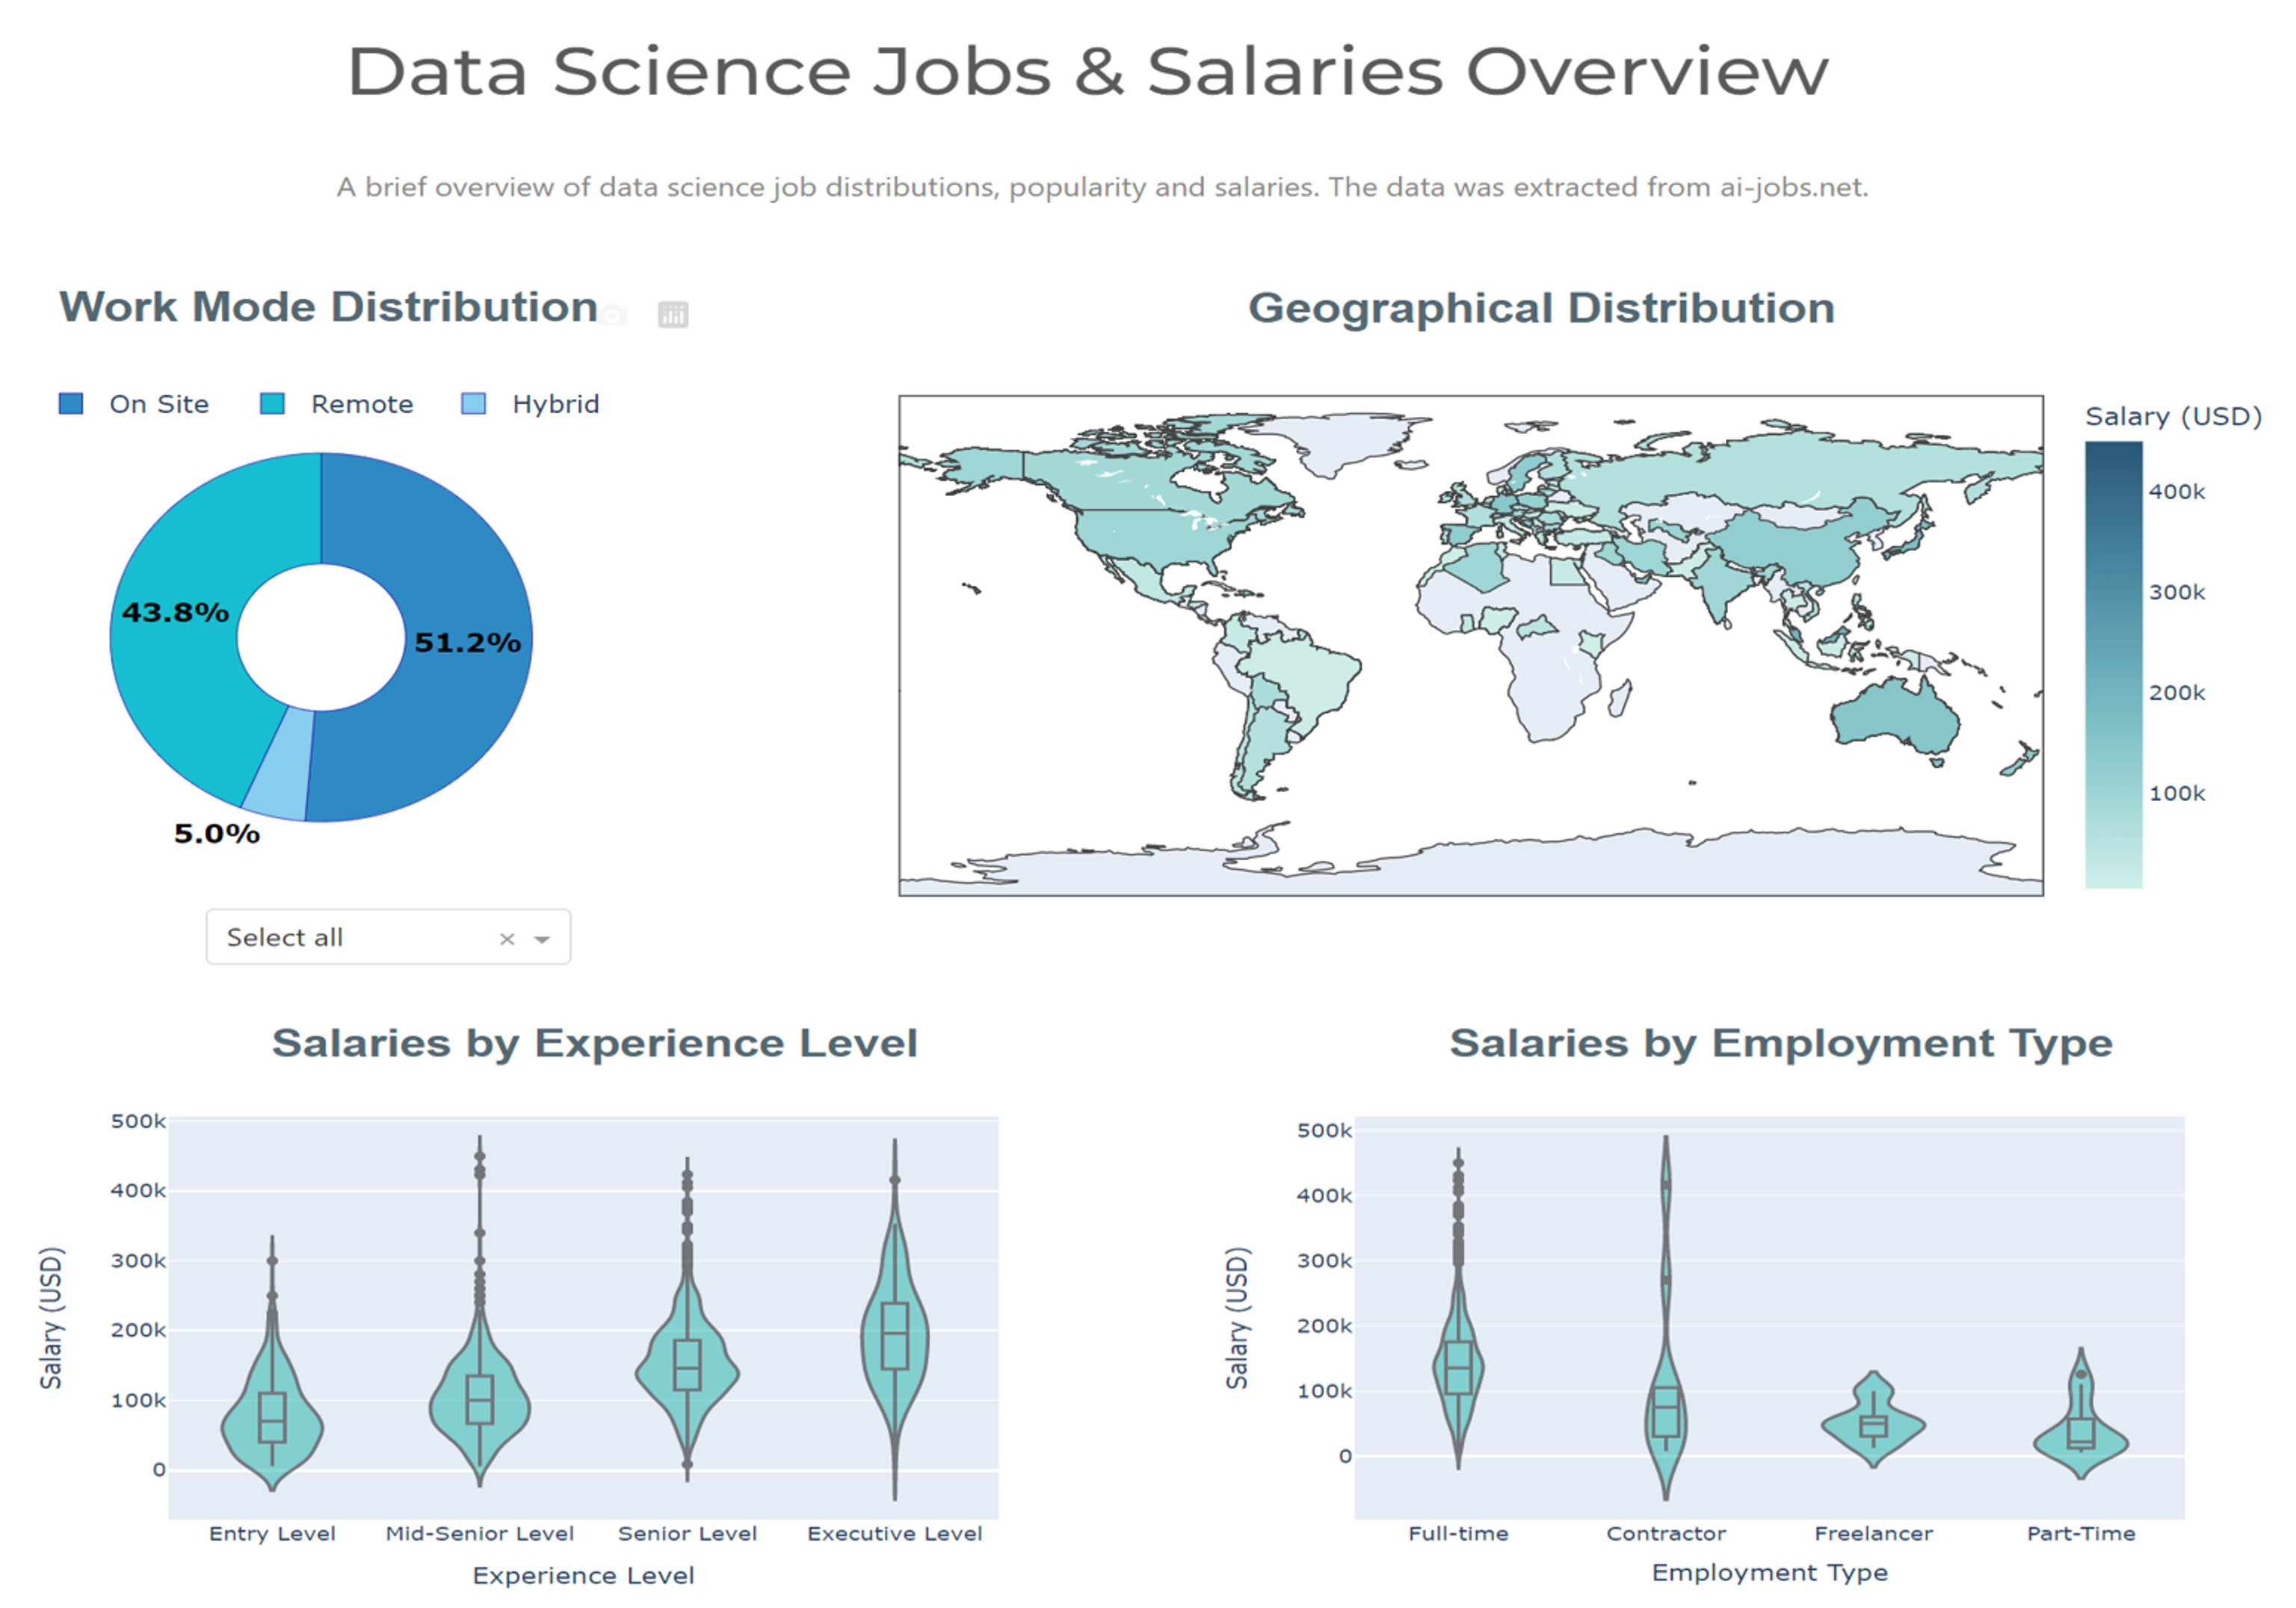 Data Science Jobs & Salaries Overview
A brief overview of data science job distributions, popularity and salaries. The data was extracted from ai-jobs.net.
Work Mode Distribution
On Site
Remote
Hybrid
43.8%
51.2%
5.0%
Select all
Geographical Distribution
Salary (USD)
400k
300k
200k
100k
Salaries by Experience Level
Salary (USD)
500k
400k
300k
200k
100k
0
Entry Level
Mid-Senior Level
Senior Level
Executive Level
Experience Level
Salaries by Employment Type
Salary (USD)
500k
400k
300k
200k
100k
0
Full-time
Contractor
Freelancer
Part-Time
Employment Type